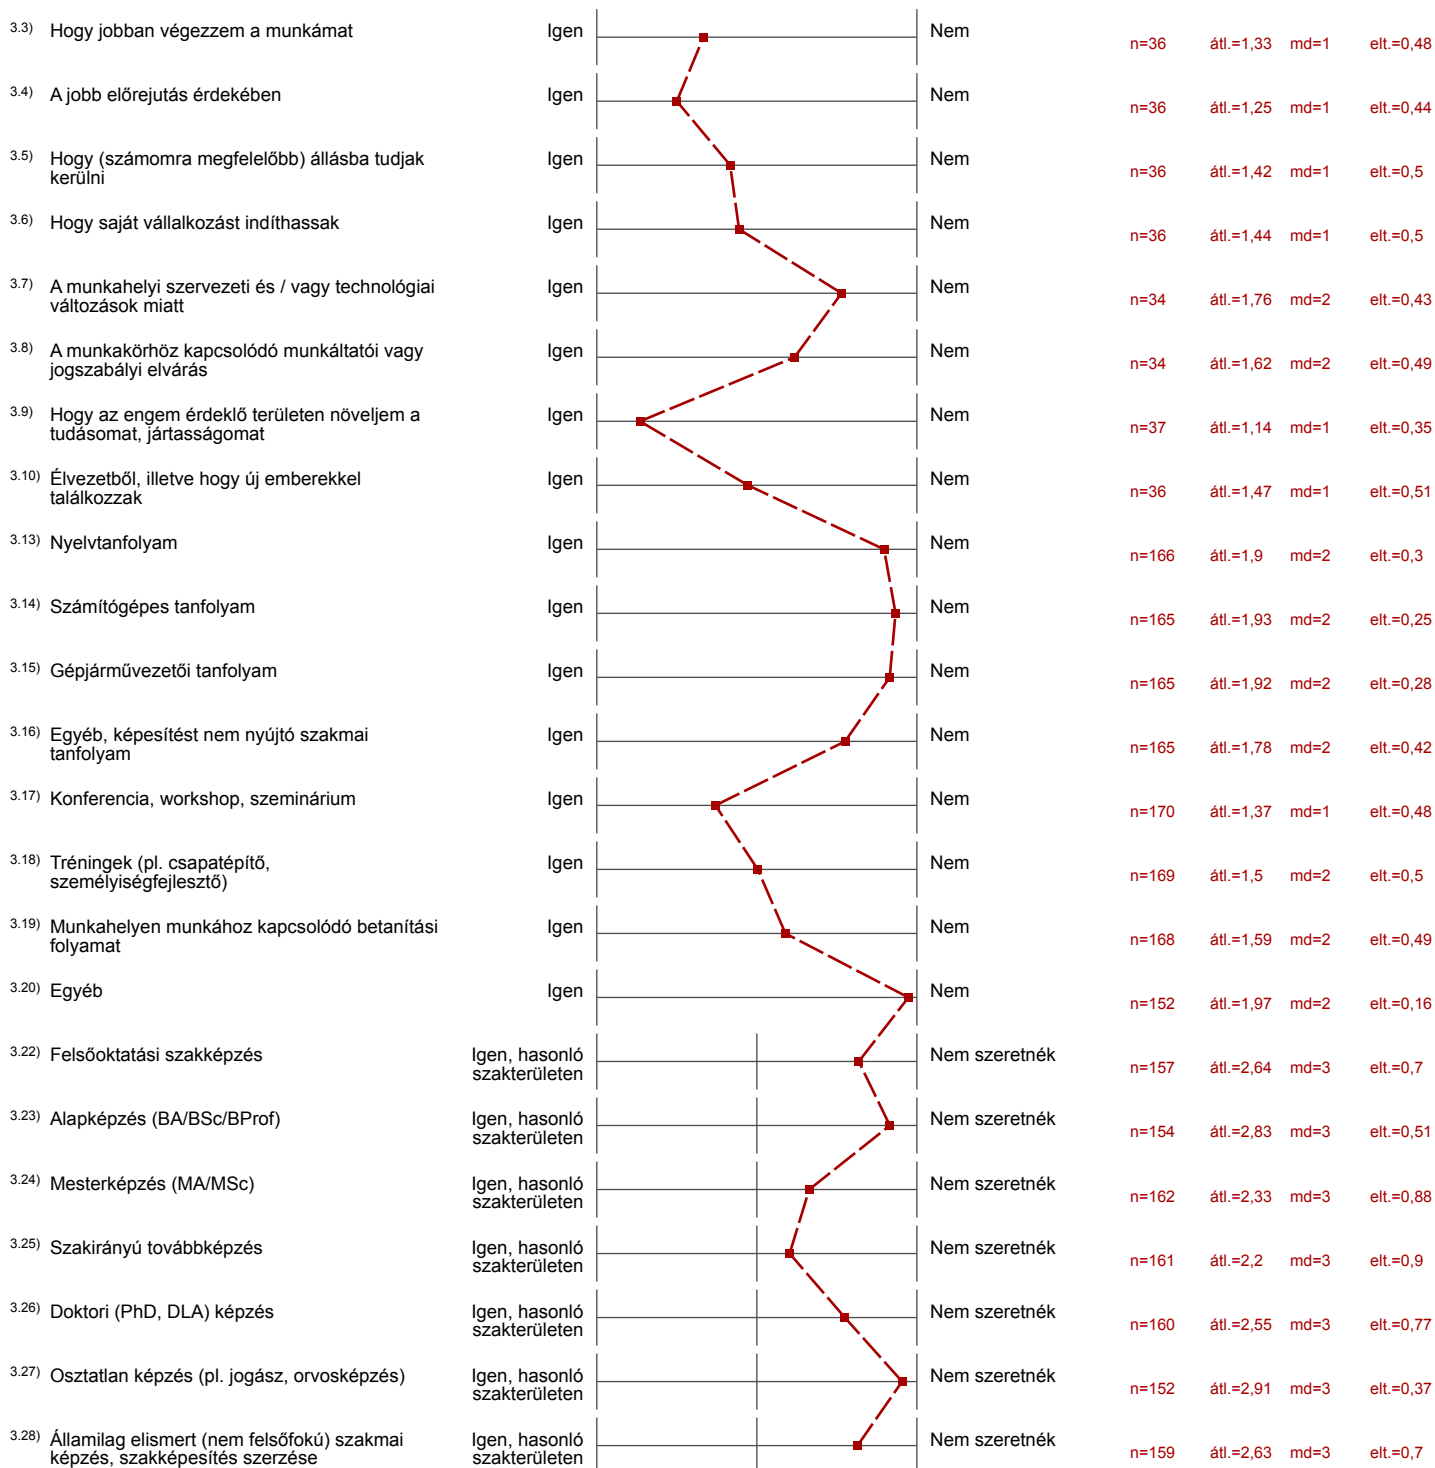 3.3) Hogy jobban végezzem a munkámat Igen Nem n=36 átl.=1,33 md=1 elt.=0,48
3.4) A jobb előrejutás érdekében Igen Nem n=36 átl.=1,25 md=1 elt.=0,44
3.5) Hogy (számomra megfelelőbb) állásba tudjak Igen Nem n=36 átl.=1,42 md=1 elt.=0,5
kerülni
3.6) Hogy saját vállalkozást indíthassak Igen Nem n=36 átl.=1,44 md=1 elt.=0,5
3.7) A munkahelyi szervezeti és / vagy technológiai Igen Nem n=34 átl.=1,76 md=2 elt.=0,43
változások miatt
3.8) A munkakörhöz kapcsolódó munkáltatói vagy Igen Nem n=34 átl.=1,62 md=2 elt.=0,49
jogszabályi elvárás
3.9) Hogy az engem érdeklő területen növeljem a Igen Nem n=37 átl.=1,14 md=1 elt.=0,35
tudásomat, jártasságomat
3.10) Élvezetből, illetve hogy új emberekkel Igen Nem n=36 átl.=1,47 md=1 elt.=0,51
találkozzak
3.13) Nyelvtanfolyam Igen Nem n=166 átl.=1,9 md=2 elt.=0,3
3.14) Számítógépes tanfolyam Igen Nem n=165 átl.=1,93 md=2 elt.=0,25
3.15) Gépjárművezetői tanfolyam Igen Nem n=165 átl.=1,92 md=2 elt.=0,28
3.16) Egyéb, képesítést nem nyújtó szakmai Igen Nem n=165 átl.=1,78 md=2 elt.=0,42
tanfolyam
3.17) Konferencia, workshop, szeminárium Igen Nem n=170 átl.=1,37 md=1 elt.=0,48
3.18) Tréningek (pl. csapatépítő, Igen Nem n=169 átl.=1,5 md=2 elt.=0,5
személyiségfejlesztő)
3.19) Munkahelyen munkához kapcsolódó betanítási Igen Nem n=168 átl.=1,59 md=2 elt.=0,49
folyamat
3.20) Egyéb Igen Nem n=152 átl.=1,97 md=2 elt.=0,16
3.22) Felsőoktatási szakképzés Igen, hasonló Nem szeretnék n=157 átl.=2,64 md=3 elt.=0,7
szakterületen
3.23) Alapképzés (BA/BSc/BProf) Igen, hasonló Nem szeretnék n=154 átl.=2,83 md=3 elt.=0,51
szakterületen
3.24) Mesterképzés (MA/MSc) Igen, hasonló Nem szeretnék n=162 átl.=2,33 md=3 elt.=0,88
szakterületen
3.25) Szakirányú továbbképzés Igen, hasonló Nem szeretnék n=161 átl.=2,2 md=3 elt.=0,9
szakterületen
3.26) Doktori (PhD, DLA) képzés Igen, hasonló Nem szeretnék n=160 átl.=2,55 md=3 elt.=0,77
szakterületen
3.27) Osztatlan képzés (pl. jogász, orvosképzés) Igen, hasonló Nem szeretnék n=152 átl.=2,91 md=3 elt.=0,37
szakterületen
3.28) Államilag elismert (nem felsőfokú) szakmai Igen, hasonló Nem szeretnék n=159 átl.=2,63 md=3 elt.=0,7
képzés, szakképesítés szerzése szakterületen